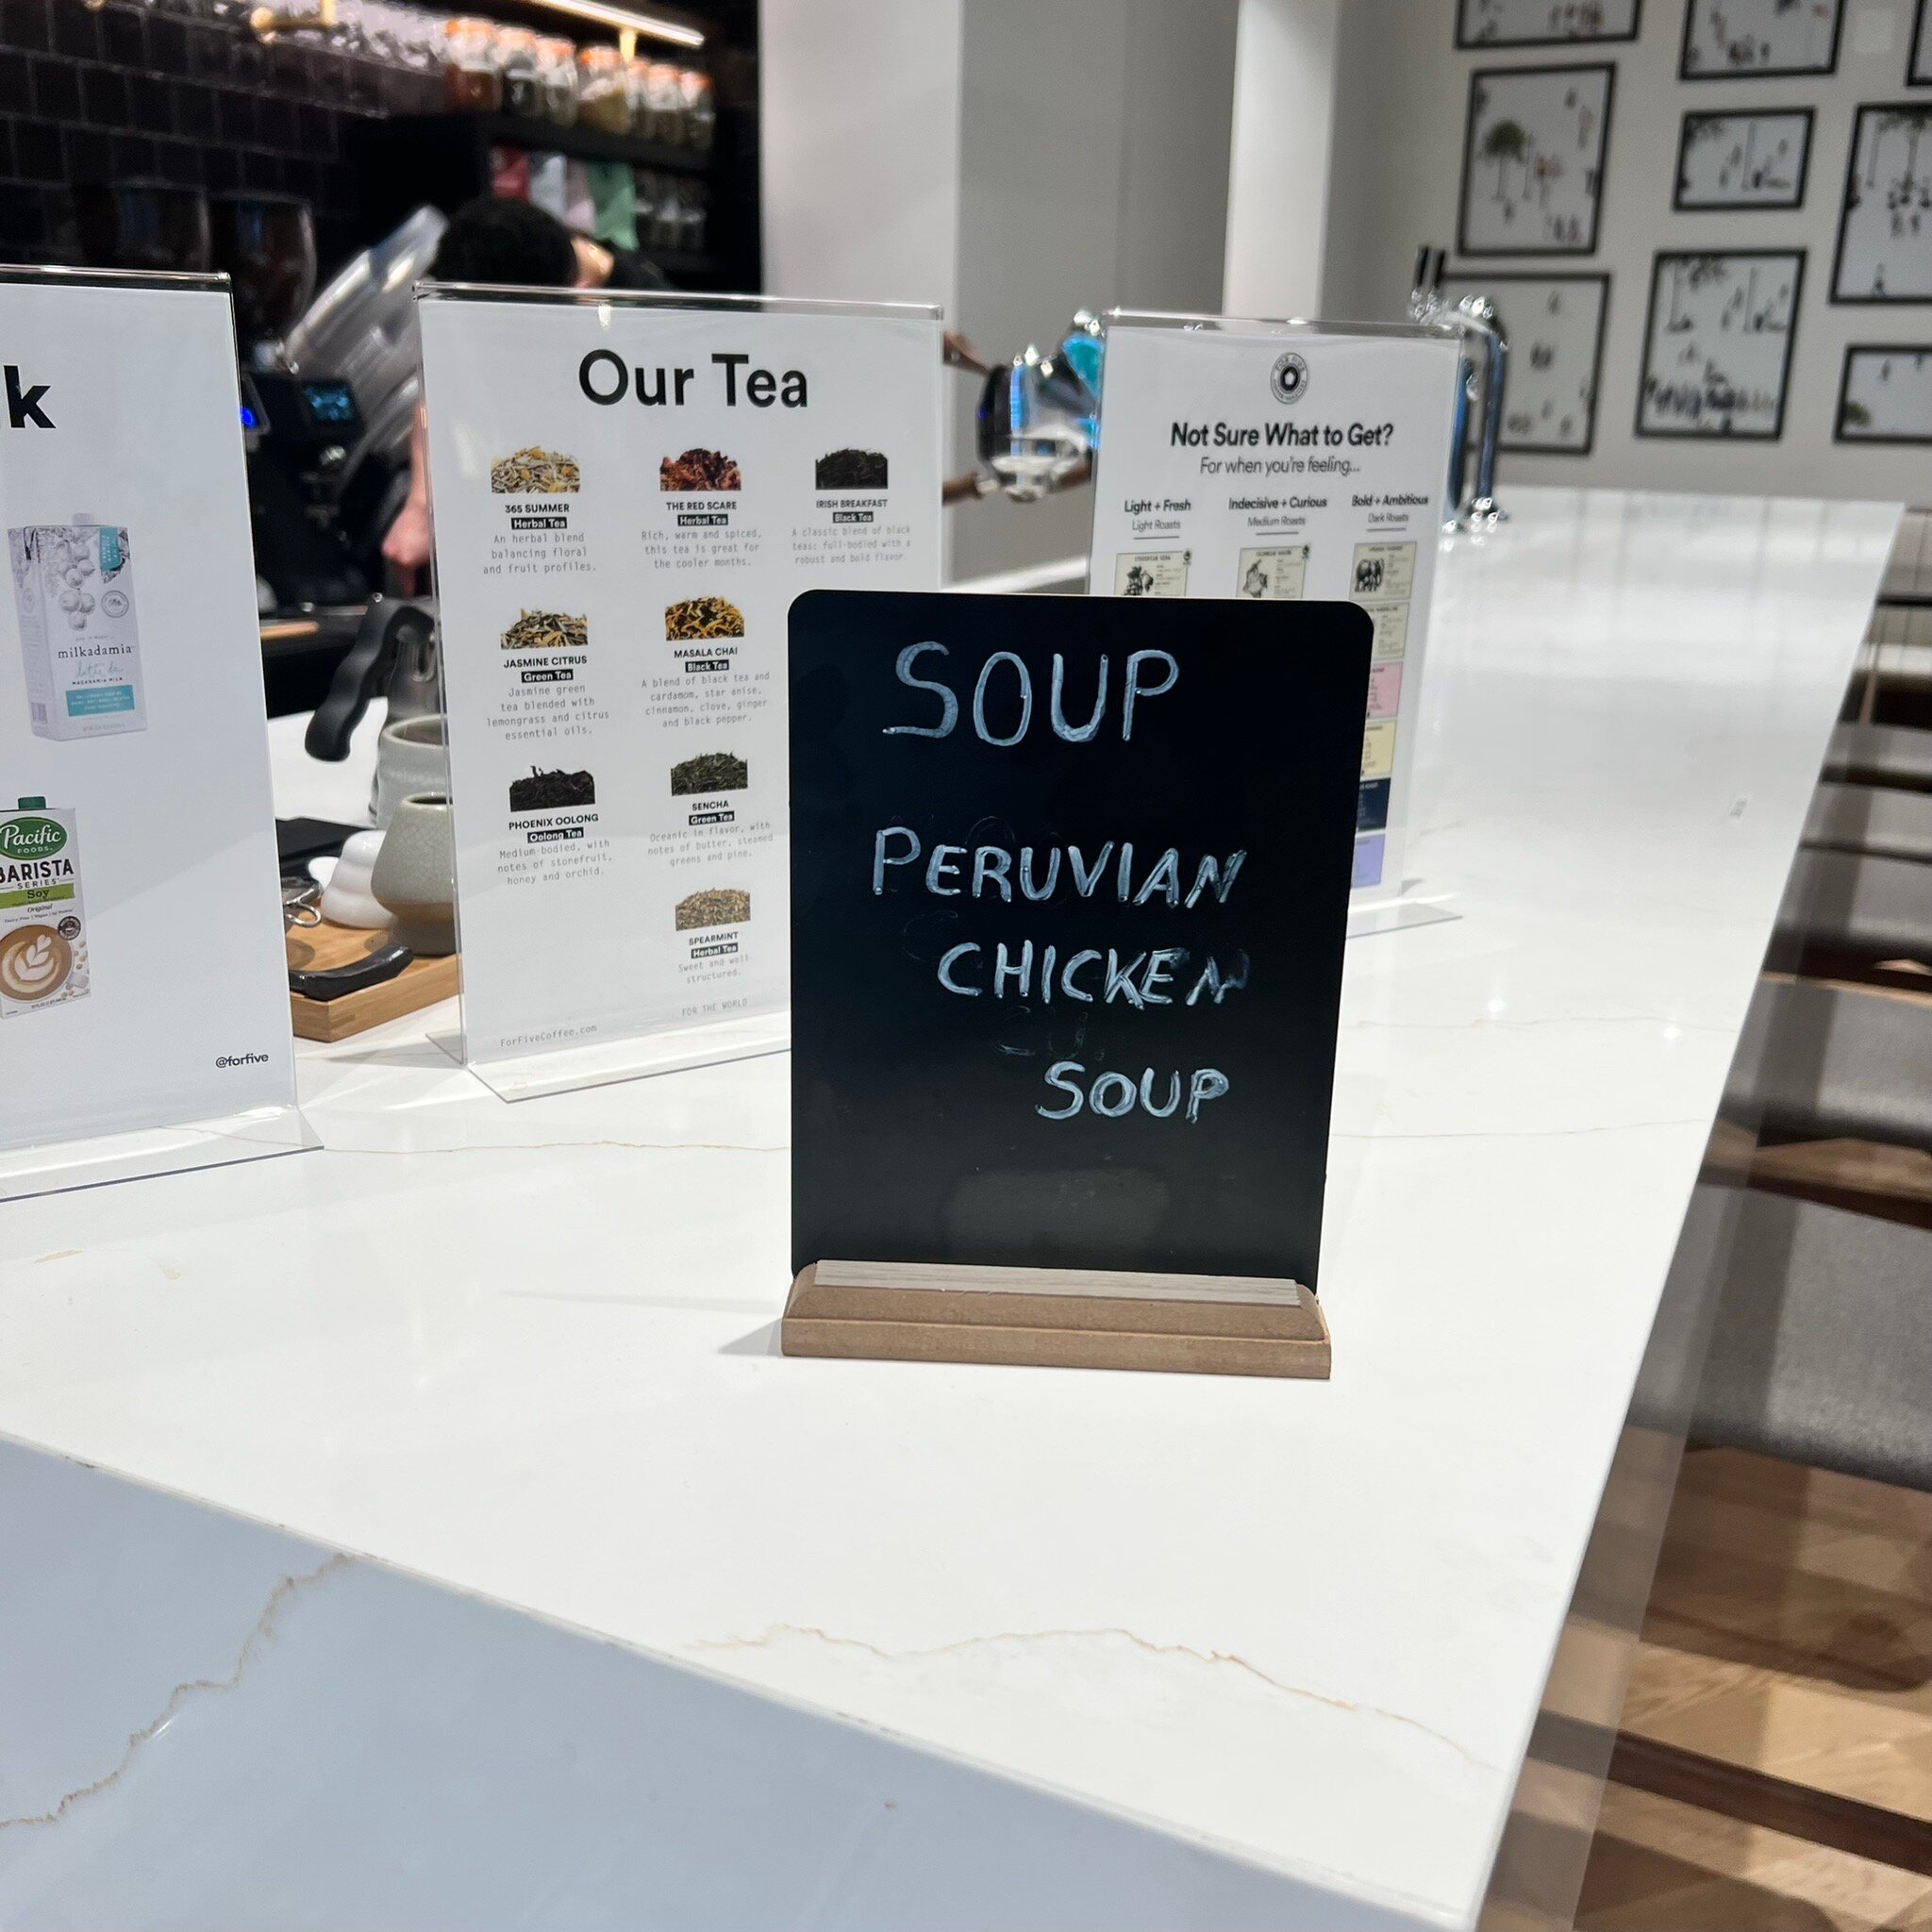 k
milkadamia
latte da
MACADAMIA MILK
Pacific
FOODS
BARISTA
SERIES
Soy
Original
@forfive
Our Tea
365 SUMMER
Herbal Tea
An herbal blend
balancing floral
and fruit profiles.
THE RED SCARE
Herbal Tea
Rich, warm and spiced,
this tea is great for
the cooler months.
IRISH BREAKFAST
Black Tea
A classic blend of black
teas: full-bodied with a
robust and bold flavor.
JASMINE CITRUS
Green Tea
Jasmine green
tea blended with
lemongrass and citrus
essential oils.
MASALA CHAI
Black Tea
A blend of black tea and
cardamom, star anise,
cinnamon, clove, ginger
and black pepper.
PHOENIX OOLONG
Oolong Tea
Medium-bodied, with
notes of stonefruit,
honey and orchid.
SENCHA
Green Tea
Oceanic in flavor, with
notes of butter, steamed
greens and pine.
SPEARMINT
Herbal Tea
Sweet and well
structured.
FOR THE WORLD
ForFiveCoffee.com
Not Sure What to Get?
For when you're feeling...
Light + Fresh
Light Roasts
Indecisive + Curious
Medium Roasts
Bold + Ambitious
Dark Roasts
SOUP
PERUVIAN
CHICKEN
SOUP